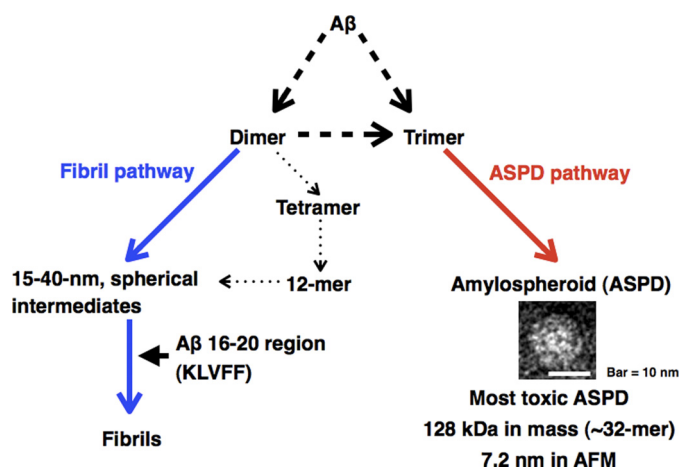 Aβ
Dimer
Trimer
Fibril pathway
ASPD pathway
Tetramer
15-40-nm, spherical
intermediates
12-mer
Amylospheroid (ASPD)
Aβ 16-20 region
(KLVFF)
Bar = 10 nm
Most toxic ASPD
128 kDa in mass (~32-mer)
7.2 nm in AFM
Fibrils